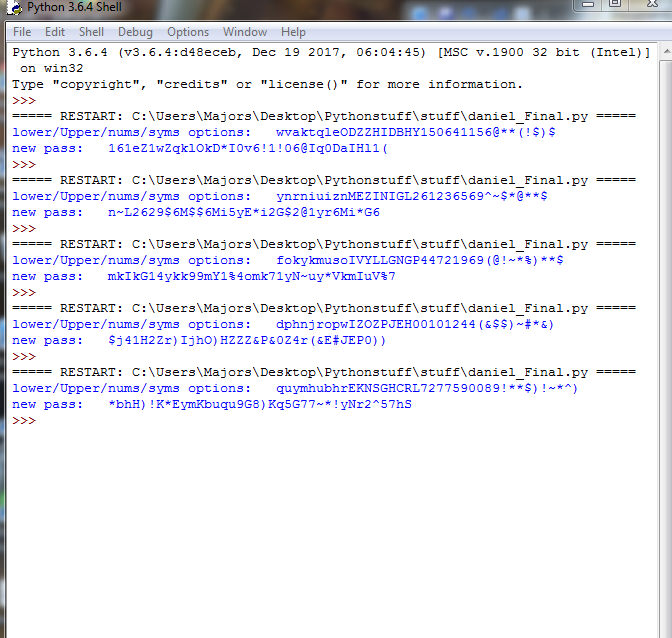 Python 3.6.4 Shell
File Edit Shell Debug Options Window Help
Python 3.6.4 (v3.6.4:d48eceb, Dec 19 2017, 06:04:45) [MSC v.1900 32 bit (Intel)]
on win32
Type "copyright", "credits" or "license()" for more information.
>>>
===== RESTART: C:\Users\Majors\Desktop\Pythonstuff\stuff\daniel_Final.py =====
lower/Upper/nums/syms options:   wvaktqleODZZHIDBHY150641156@**(!$)$
new pass:   161eZ1wZqklOkD*I0v6!1!06@Iq0DaIHl1(
>>>
===== RESTART: C:\Users\Majors\Desktop\Pythonstuff\stuff\daniel_Final.py =====
lower/Upper/nums/syms options:   ynrniuiznMEZINIGL261236569^~$*@**$
new pass:   n~L2629$6M$$6Mi5yE*i2G$2@1yr6Mi*G6
>>>
===== RESTART: C:\Users\Majors\Desktop\Pythonstuff\stuff\daniel_Final.py =====
lower/Upper/nums/syms options:   fokykmusoIVYLLGNGP44721969(@!~*%)**$
new pass:   mkIkG14ykk99mY1%4omk71yN~uy*VkmIuV%7
>>>
===== RESTART: C:\Users\Majors\Desktop\Pythonstuff\stuff\daniel_Final.py =====
lower/Upper/nums/syms options:   dphnjropwIZOZPJEH00101244(&$$)~#*&)
new pass:   $j41H2Zr)IjhO)HZZZ&P&0Z4r(&E#JEP0))
>>>
===== RESTART: C:\Users\Majors\Desktop\Pythonstuff\stuff\daniel_Final.py =====
lower/Upper/nums/syms options:   quymhubhrEKNSGHCRL7277590089!**$)!~*^)
new pass:   *bhH)!K*EymKbuqu9G8)Kq5G77~*!yNr2^57hS
>>>